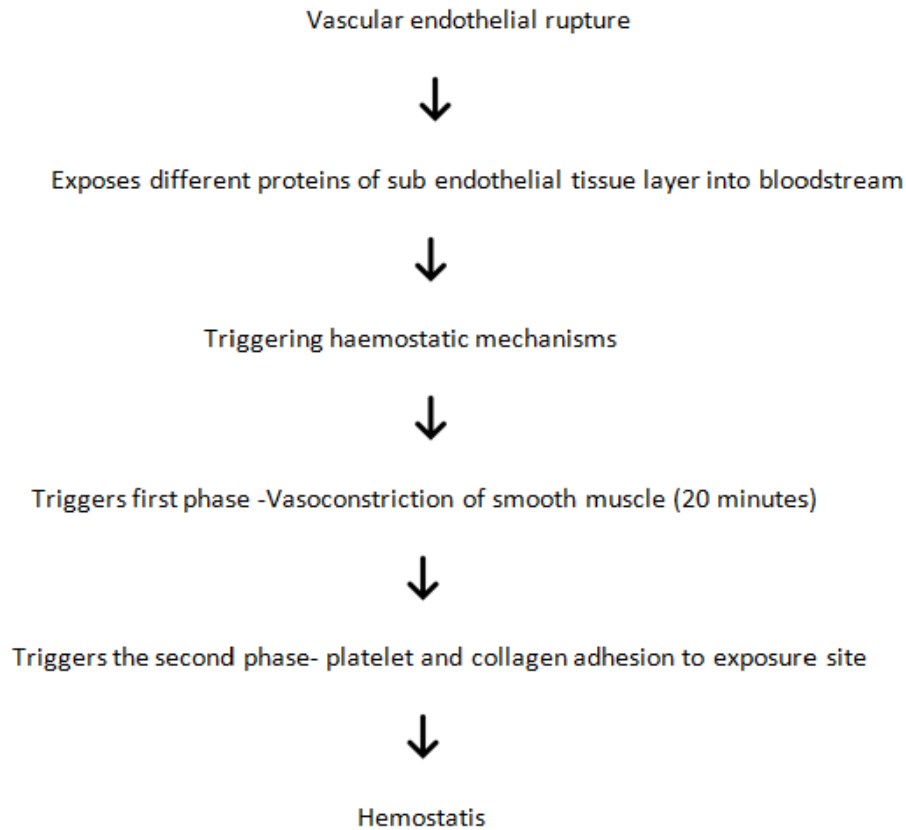 Vascular endothelial rupture
Exposes different proteins of sub endothelial tissue layer into bloodstream
Triggering haemostatic mechanisms
Triggers first phase -Vasoconstriction of smooth muscle (20 minutes)
Triggers the second phase- platelet and collagen adhesion to exposure site
Hemostatis